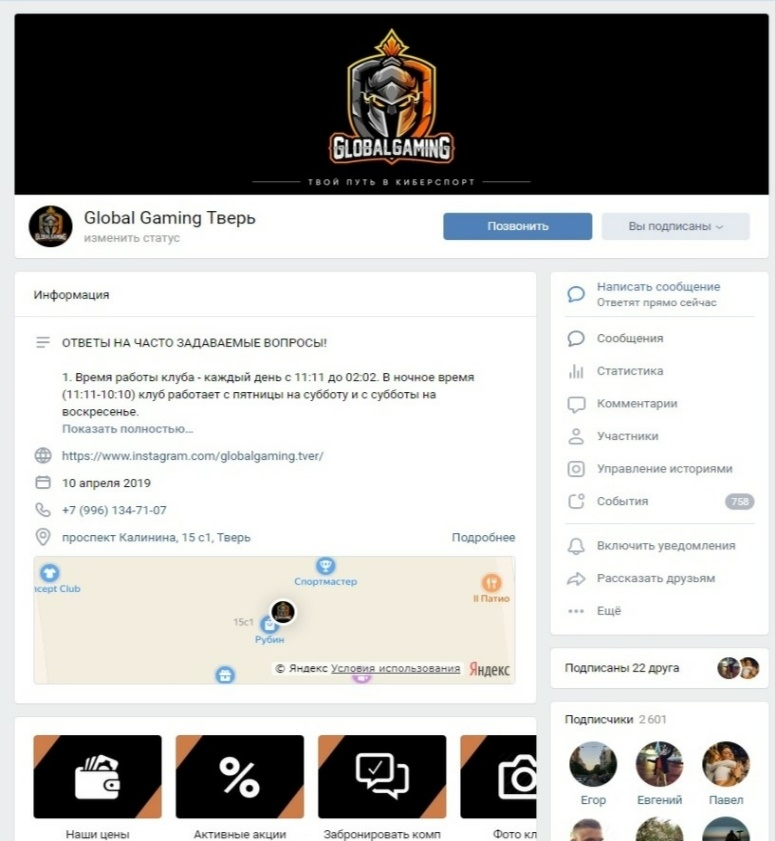 GLOBALGAMING
ТВОЙ ПУТЬ В КИБЕРСПОРТ
Global Gaming Тверь
изменить статус
Позвонить
Вы подписаны
Информация
ОТВЕТЫ НА ЧАСТО ЗАДАВАЕМЫЕ ВОПРОСЫ!
1. Время работы клуба - каждый день с 11:11 до 02:02. В ночное время
(11:11-10:10) клуб работает с пятницы на субботу и с субботы на
воскресенье.
Показать полностью...
https://www.instagram.com/globalgaming.tver/
10 апреля 2019
+7 (996) 134-71-07
проспект Калинина, 15 с1, Тверь
Подробнее
ncept Club
Спортмастер
Il Патио
15с1
Рубин
© Яндекс Условия использования Яндекс
Наши цены
Активные акции
Забронировать комп
Фото кл
Написать сообщение
Ответят прямо сейчас
Сообщения
Статистика
Комментарии
Участники
Управление историями
События 758
Включить уведомления
Рассказать друзьям
Ещё
Подписаны 22 друга
Подписчики 2 601
Егор
Евгений
Павел